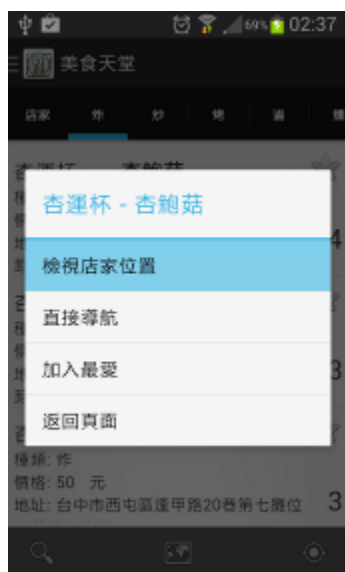 69% 02:37
美食天堂
店家 炸 炒 烤 滷
杏運杯 - 杏鮑菇
檢視店家位置
直接導航
加入最愛
返回頁面
4
3
種類: 炸
價格: 50 元
地址: 台中市西屯區逢甲路20巷第七攤位 3